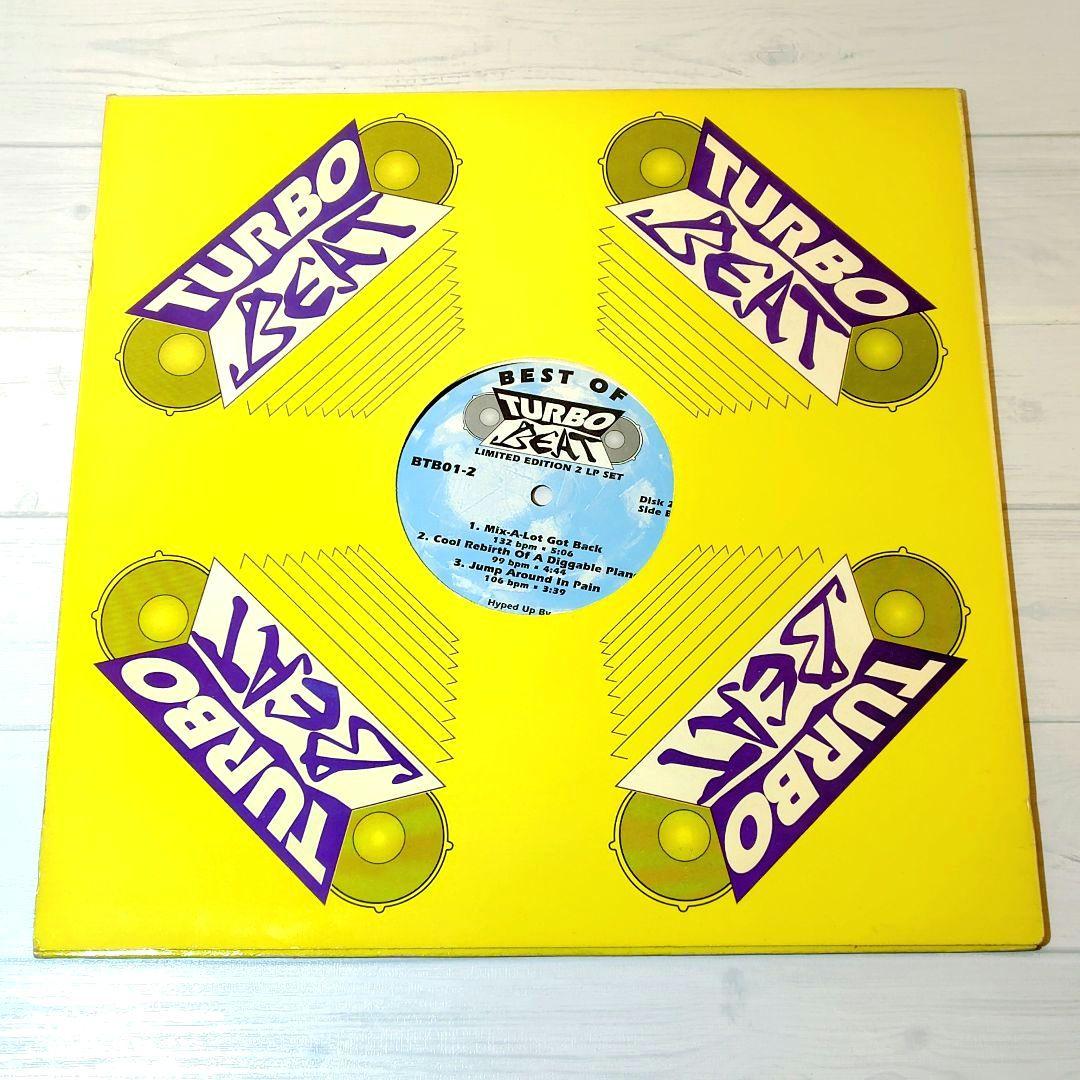 TURBO
BEAT
TURBO
BEAT
BEST OF
TURBO
BEAT
LIMITED EDITION 2 LP SET
BTB01-2
Disk 2
Side B
1. Mix-A-Lot Got Back
132 bpm • 5:06
2. Cool Rebirth Of A Diggable Plan
99 bpm • 4:44
3. Jump Around In Pain
106 bpm • 3:39
Hyped Up By
TURBO
BEAT
TURBO
BEAT